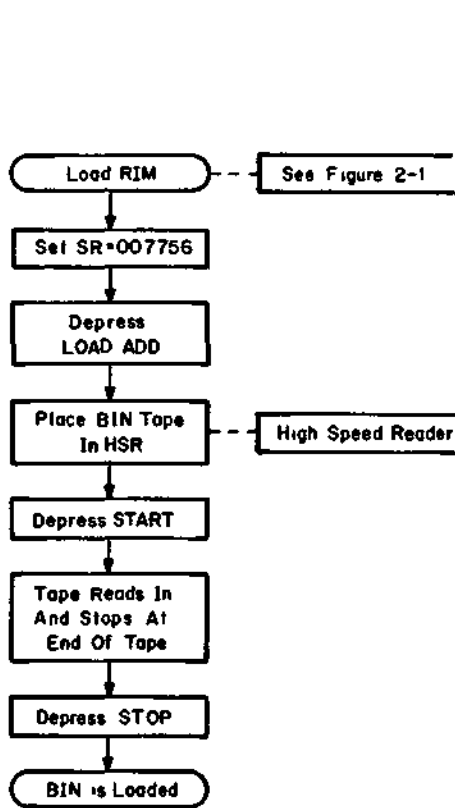 Load RIM
See Figure 2-1
Set SR=007756
Depress
LOAD ADD
Place BIN Tape
In HSR
High Speed Reader
Depress START
Tape Reads In
And Stops At
End Of Tape
Depress STOP
BIN is Loaded